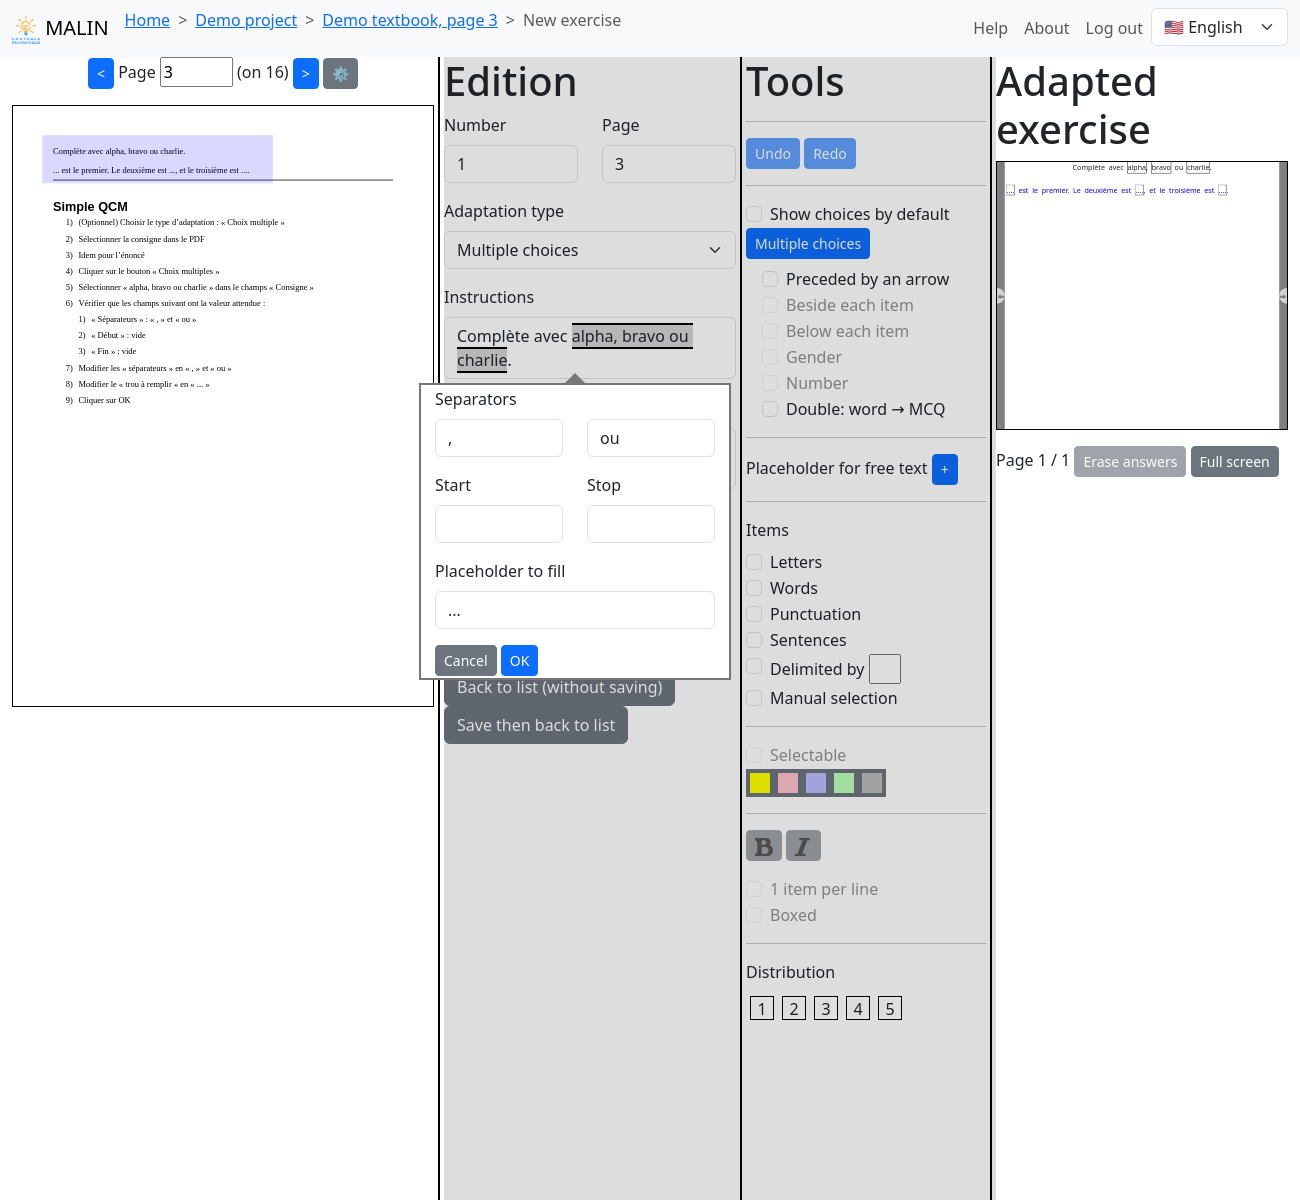 MALIN Home > Demo project > Demo textbook, page 3 > New exercise Help About Log out 🇺🇸 English
< Page 3 (on 16) > ⚙️
Complète avec alpha, bravo ou charlie.
... est le premier. Le deuxième est ..., et le troisième est ....
Simple QCM
1) (Optionnel) Choisir le type d’adaptation : « Choix multiple »
2) Sélectionner la consigne dans le PDF
3) Idem pour l’énoncé
4) Cliquer sur le bouton « Choix multiples »
5) Sélectionner « alpha, bravo ou charlie » dans le champs « Consigne »
6) Vérifier que les champs suivant ont la valeur attendue :
1) « Séparateurs » : « , » et « ou »
2) « Début » : vide
3) « Fin » : vide
7) Modifier les « séparateurs » en « , » et « ou »
8) Modifier le « trou à remplir » en « ... »
9) Cliquer sur OK
Edition
Number Page
1 3
Adaptation type
Multiple choices
Instructions
Complète avec alpha, bravo ou
charlie.
Separators
, ou
Start Stop
Placeholder to fill
...
Cancel OK
Back to list (without saving)
Save then back to list
Tools
Undo Redo
Show choices by default
Multiple choices
Preceded by an arrow
Beside each item
Below each item
Gender
Number
Double: word → MCQ
Placeholder for free text +
Items
Letters
Words
Punctuation
Sentences
Delimited by
Manual selection
Selectable
B I
1 item per line
Boxed
Distribution
1 2 3 4 5
Adapted
exercise
Complète avec alpha, bravo ou charlie.
... est le premier. Le deuxième est ..., et le troisième est ....
Page 1 / 1 Erase answers Full screen